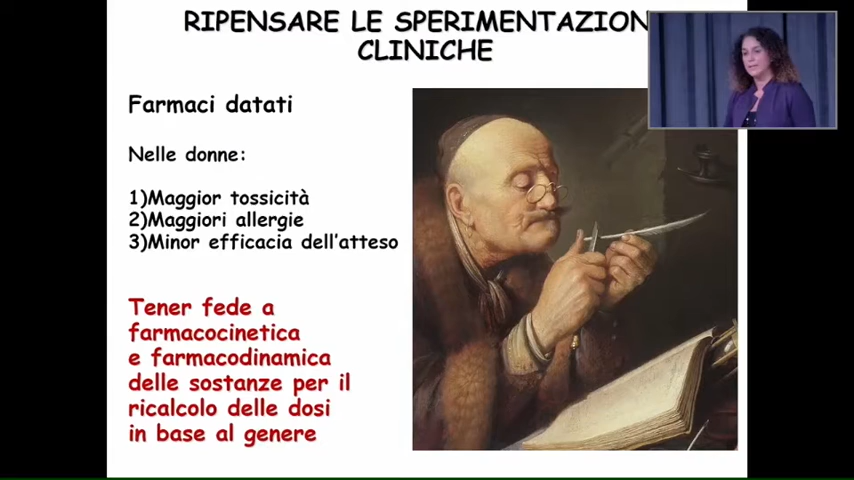 RIPENSARE LE SPERIMENTAZION
CLINICHE
Farmaci datati
Nelle donne:
1)Maggior tossicità
2)Maggiori allergie
3)Minor efficacia dell'atteso
Tener fede a
farmacocinetica
e farmacodinamica
delle sostanze per il
ricalcolo delle dosi
in base al genere